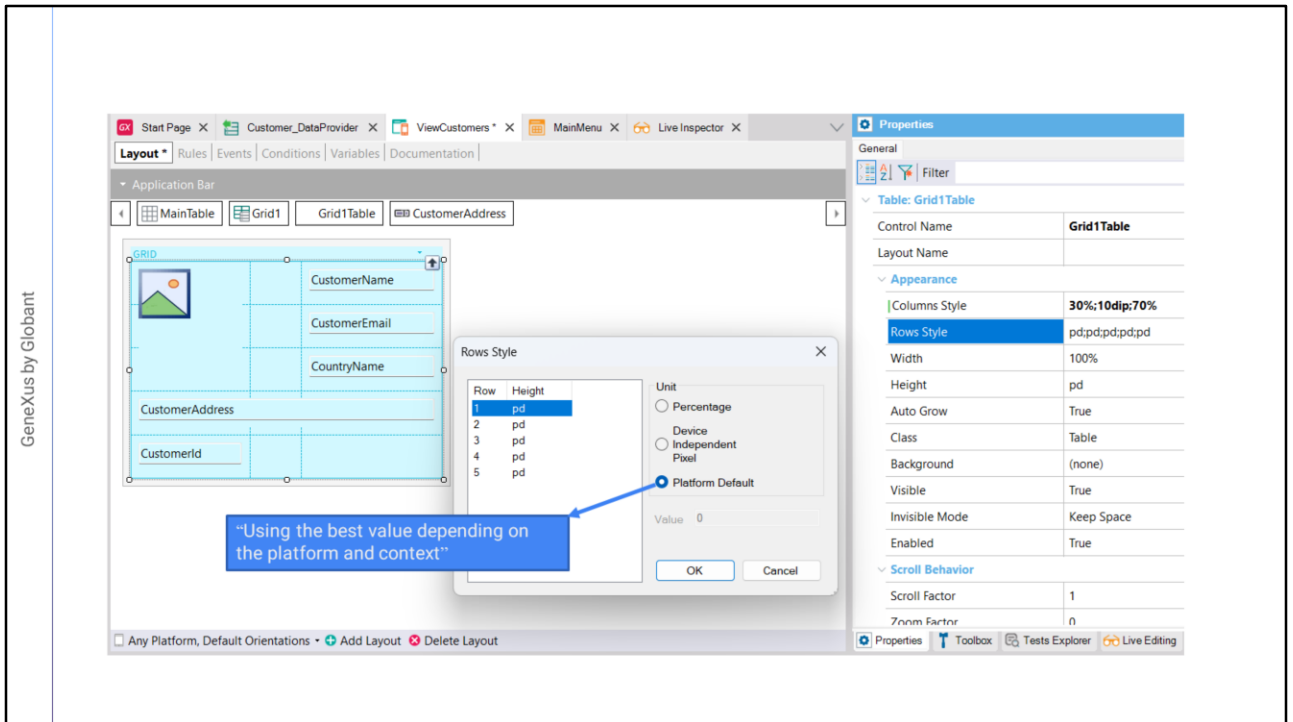 GeneXus by Globant
GX Start Page X Customer_DataProvider X ViewCustomers * X MainMenu X Live Inspector X
Layout * Rules Events Conditions Variables Documentation
Application Bar
MainTable Grid1 Grid1Table CustomerAddress
GRID
CustomerName
CustomerEmail
CountryName
CustomerAddress
CustomerId
Rows Style
Row Height
1 pd
2 pd
3 pd
4 pd
5 pd
Unit
Percentage
Device
Independent
Pixel
Platform Default
Value 0
OK Cancel
“Using the best value depending on
the platform and context”
Any Platform, Default Orientations Add Layout Delete Layout
Properties
General
Filter
Table: Grid1Table
Control Name Grid1Table
Layout Name
Appearance
Columns Style 30%;10dip;70%
Rows Style pd;pd;pd;pd;pd
Width 100%
Height pd
Auto Grow True
Class Table
Background (none)
Visible True
Invisible Mode Keep Space
Enabled True
Scroll Behavior
Scroll Factor 1
Zoom Factor 0
Properties Toolbox Tests Explorer Live Editing